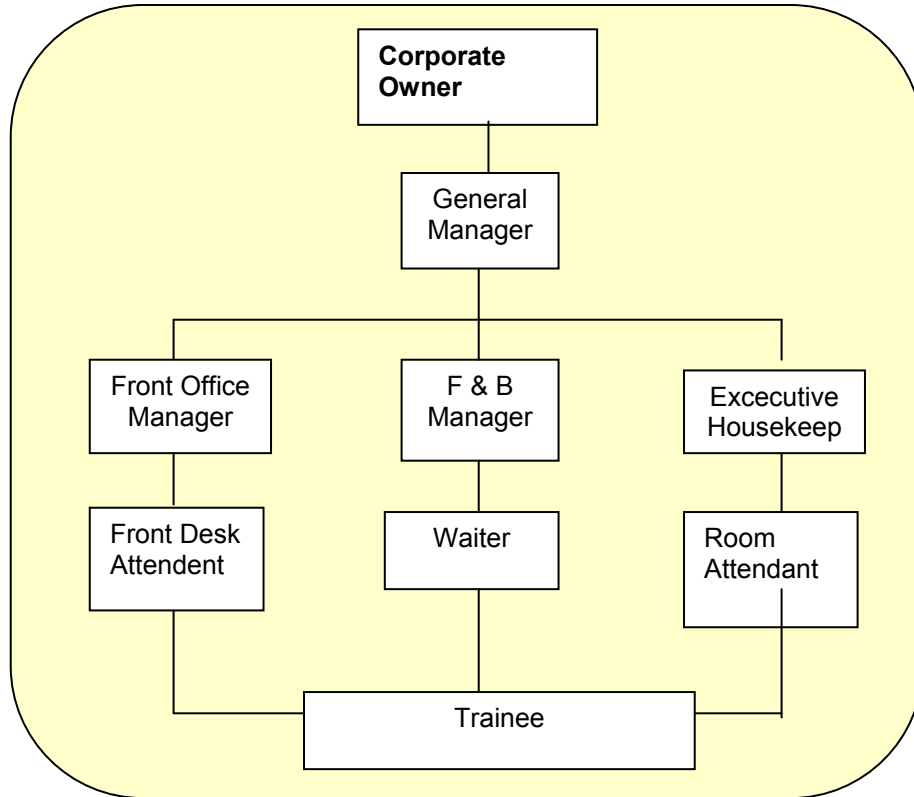 Corporate
Owner
General
Manager
Front Office
Manager
F & B
Manager
Excecutive
Housekeep
Front Desk
Attendent
Waiter
Room
Attendant
Trainee